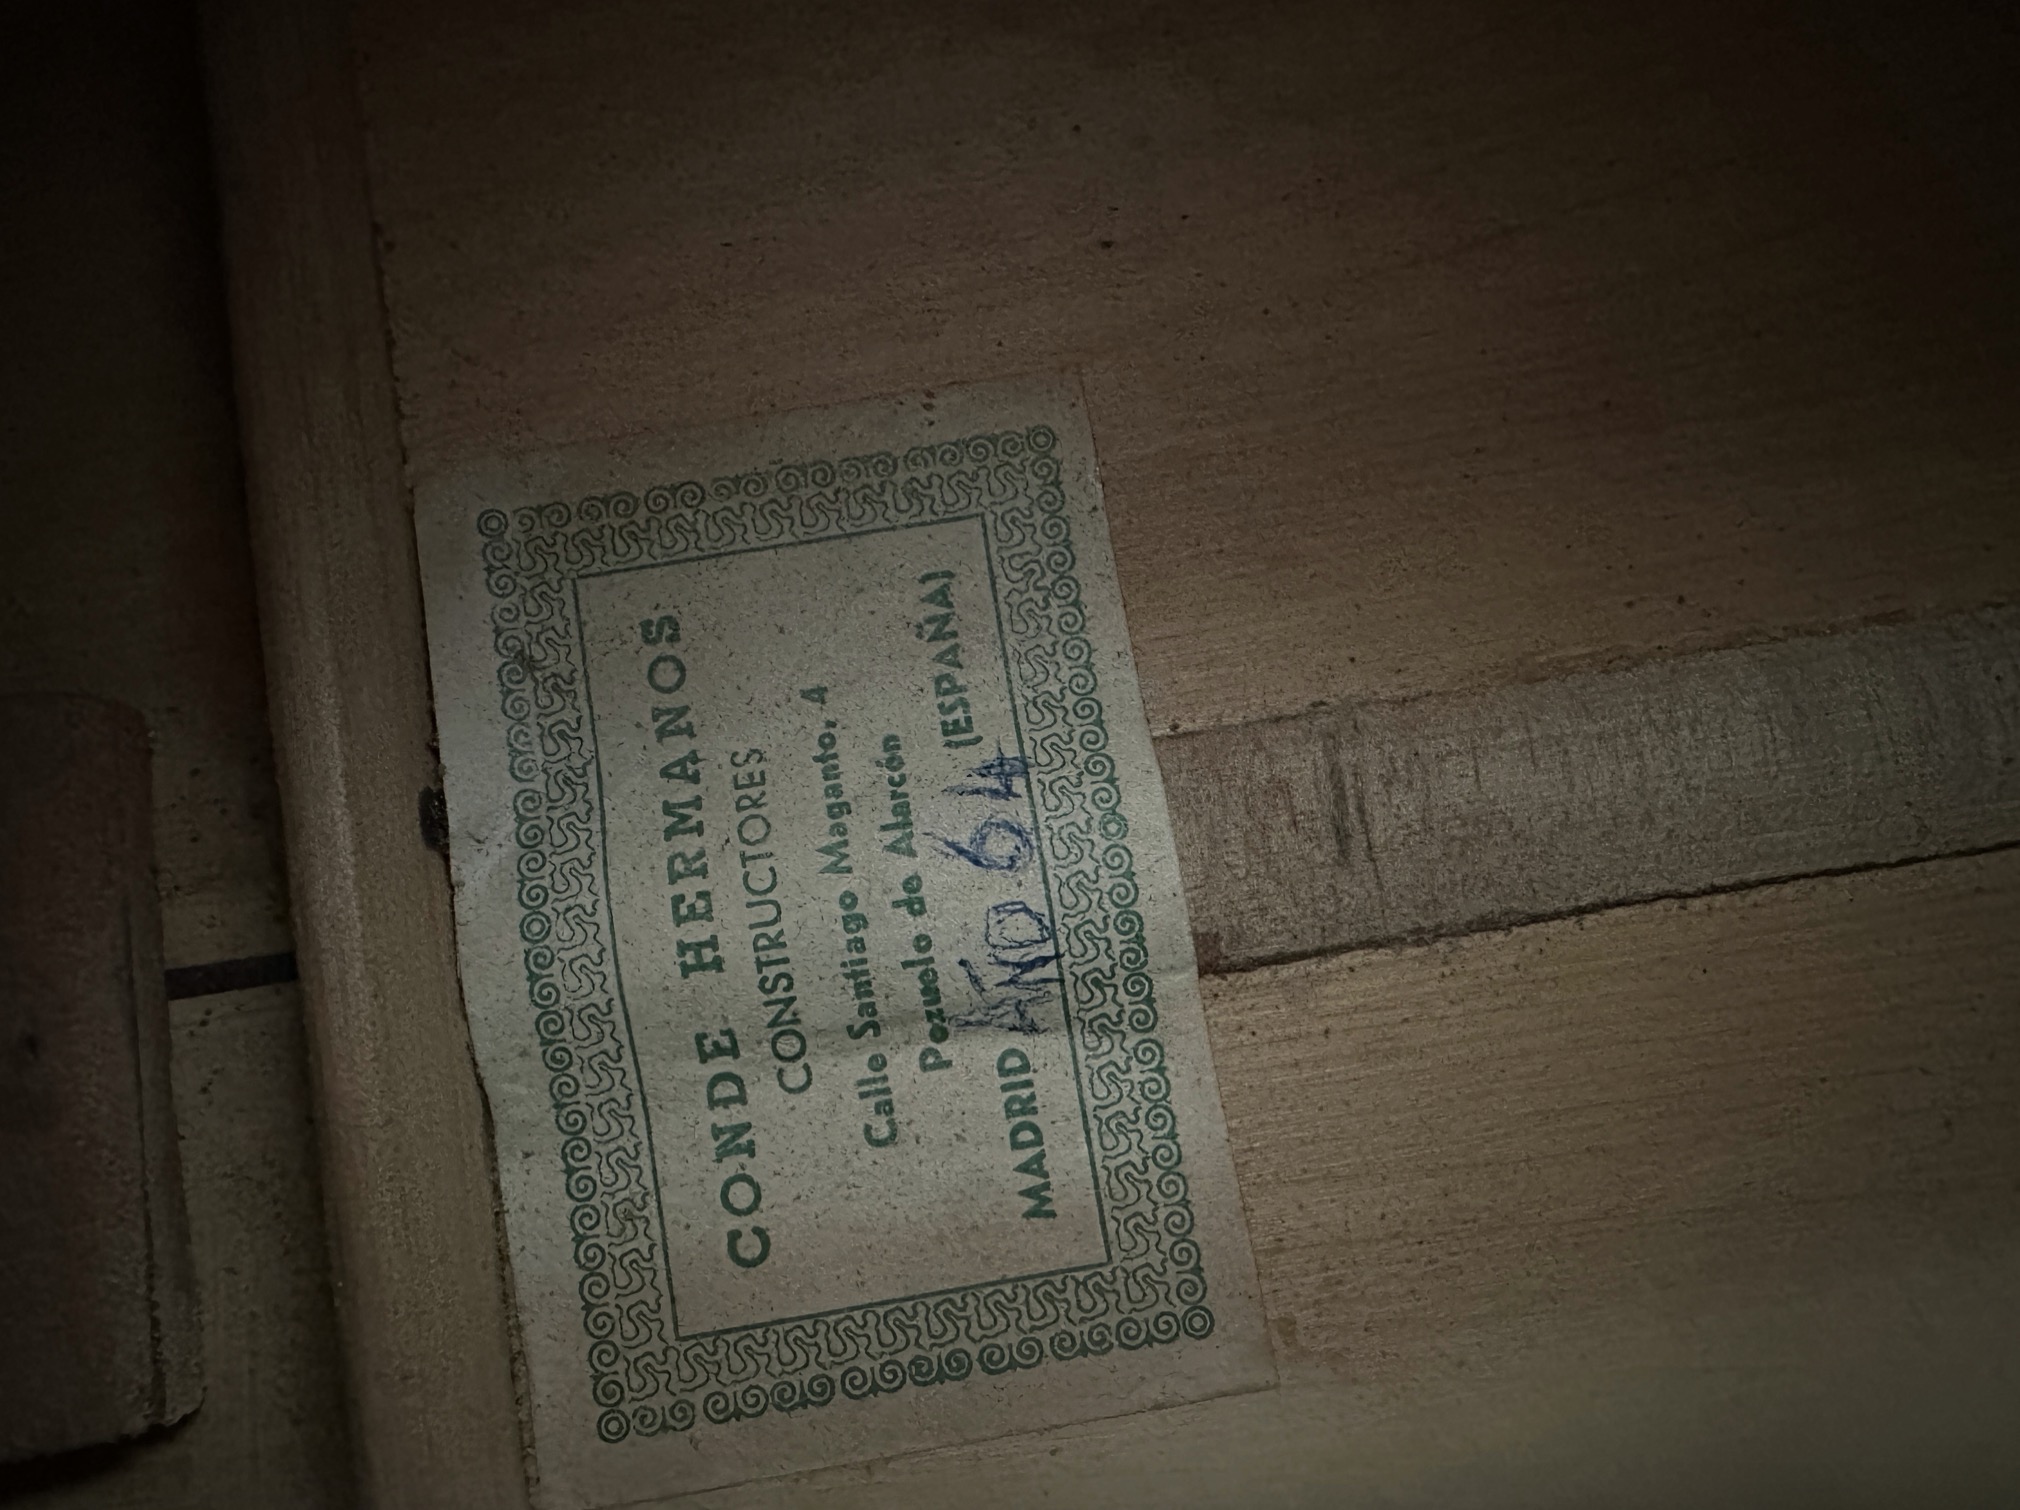 CONDE HERMANOS
CONSTRUCTORES
Calle Santiago Maganto, 4
Pozuelo de Alarcón
MADRID AÑO 64 (ESPAÑA)